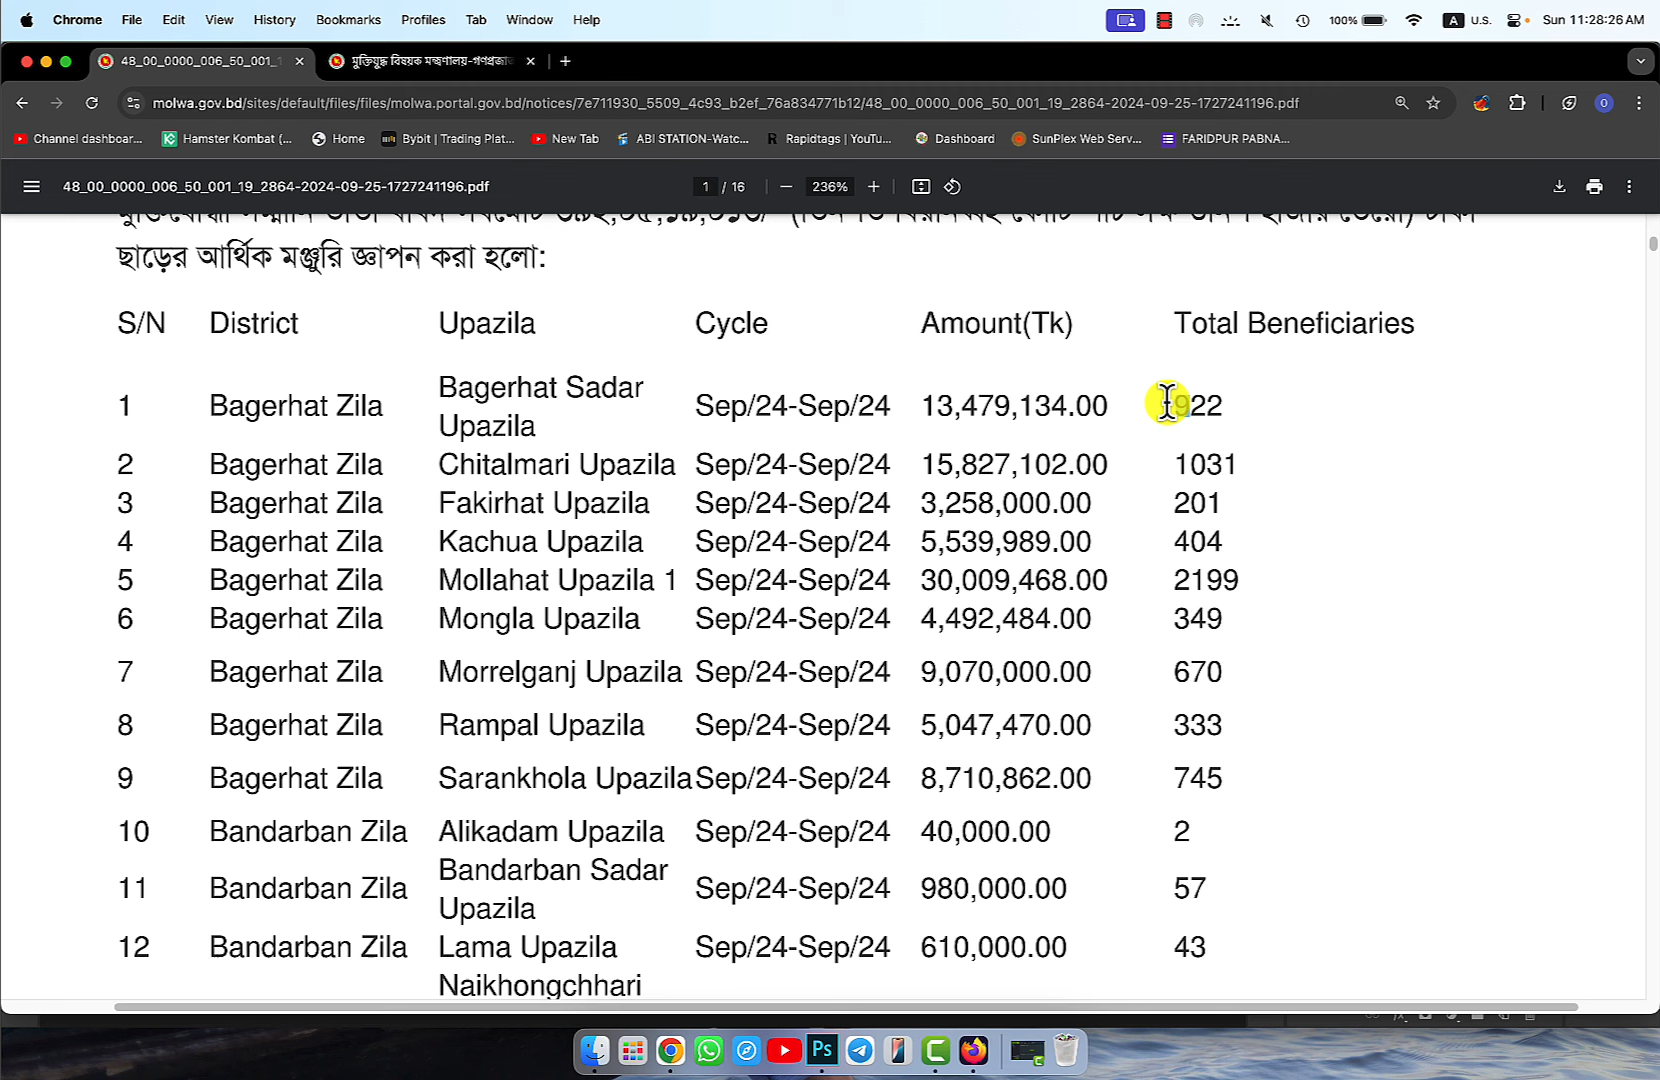 Chrome File Edit View History Bookmarks Profiles Tab Window Help 100% A U.S. Sun 11:28:26 AM
48_00_0000_006_50_001_1 মুক্তিযুদ্ধ বিষয়ক মন্ত্রণালয়-গণপ্রজাত
molwa.gov.bd/sites/default/files/files/molwa.portal.gov.bd/notices/7e711930_5509_4c93_b2ef_76a834771b12/48_00_0000_006_50_001_19_2864-2024-09-25-1727241196.pdf
Channel dashboar... Hamster Kombat (... Home Bybit | Trading Plat... New Tab ABI STATION-Watc... Rapidtags | YouTu... Dashboard SunPlex Web Serv... FARIDPUR PABNA...
48_00_0000_006_50_001_19_2864-2024-09-25-1727241196.pdf 1 / 16 236%
ছাড়ের আর্থিক মঞ্জুরি জ্ঞাপন করা হলো:
S/N District Upazila Cycle Amount(Tk) Total Beneficiaries
1 Bagerhat Zila Bagerhat Sadar Upazila Sep/24-Sep/24 13,479,134.00 922
2 Bagerhat Zila Chitalmari Upazila Sep/24-Sep/24 15,827,102.00 1031
3 Bagerhat Zila Fakirhat Upazila Sep/24-Sep/24 3,258,000.00 201
4 Bagerhat Zila Kachua Upazila Sep/24-Sep/24 5,539,989.00 404
5 Bagerhat Zila Mollahat Upazila 1 Sep/24-Sep/24 30,009,468.00 2199
6 Bagerhat Zila Mongla Upazila Sep/24-Sep/24 4,492,484.00 349
7 Bagerhat Zila Morrelganj Upazila Sep/24-Sep/24 9,070,000.00 670
8 Bagerhat Zila Rampal Upazila Sep/24-Sep/24 5,047,470.00 333
9 Bagerhat Zila Sarankhola Upazila Sep/24-Sep/24 8,710,862.00 745
10 Bandarban Zila Alikadam Upazila Sep/24-Sep/24 40,000.00 2
11 Bandarban Zila Bandarban Sadar Upazila Sep/24-Sep/24 980,000.00 57
12 Bandarban Zila Lama Upazila Sep/24-Sep/24 610,000.00 43
Naikhongchhari
Ps